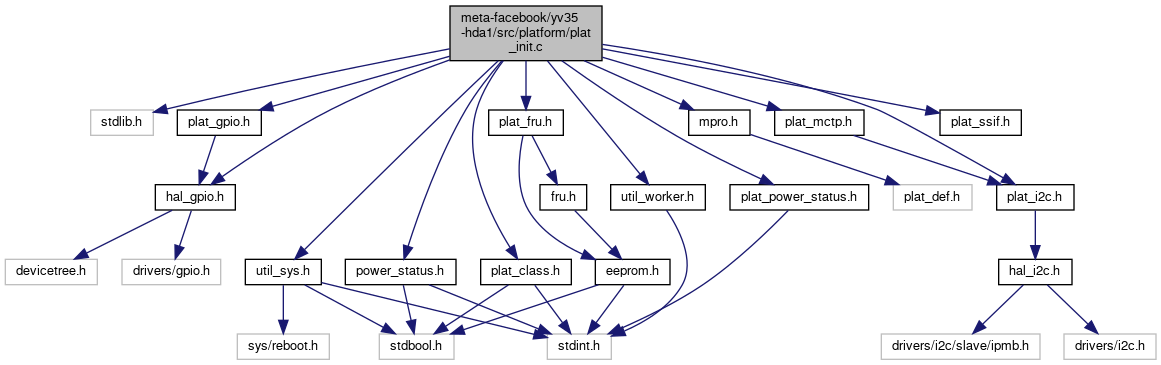 meta-facebook/yv35
-hda1/src/platform/plat
_init.c
stdlib.h
plat_gpio.h
plat_fru.h
mpro.h
plat_mctp.h
plat_ssif.h
hal_gpio.h
fru.h
util_worker.h
plat_power_status.h
plat_def.h
plat_i2c.h
devicetree.h
drivers/gpio.h
util_sys.h
power_status.h
plat_class.h
eeprom.h
hal_i2c.h
sys/reboot.h
stdbool.h
stdint.h
drivers/i2c/slave/ipmb.h
drivers/i2c.h